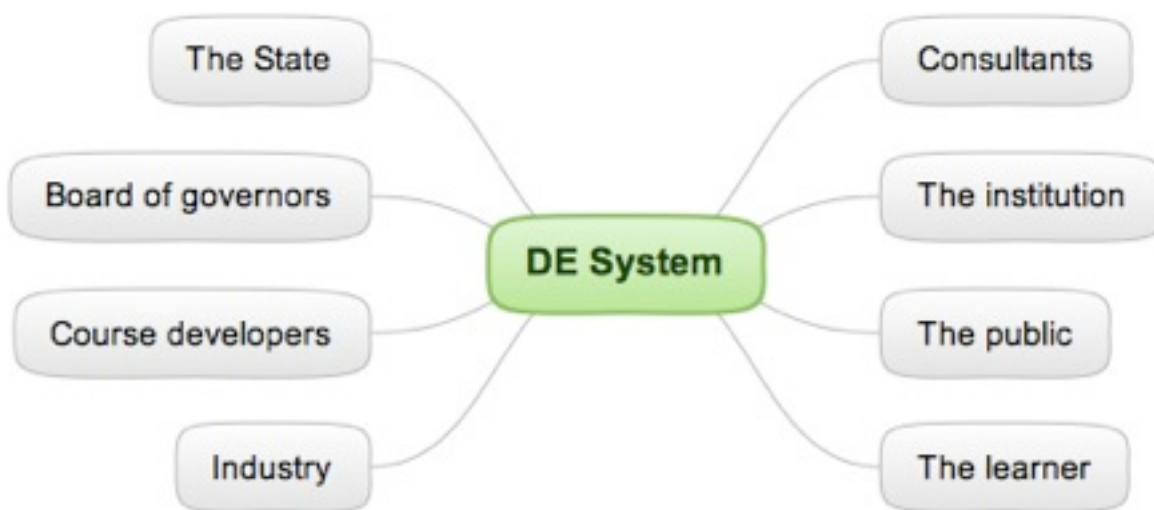 The State
Board of governors
Course developers
Industry
DE System
Consultants
The institution
The public
The learner